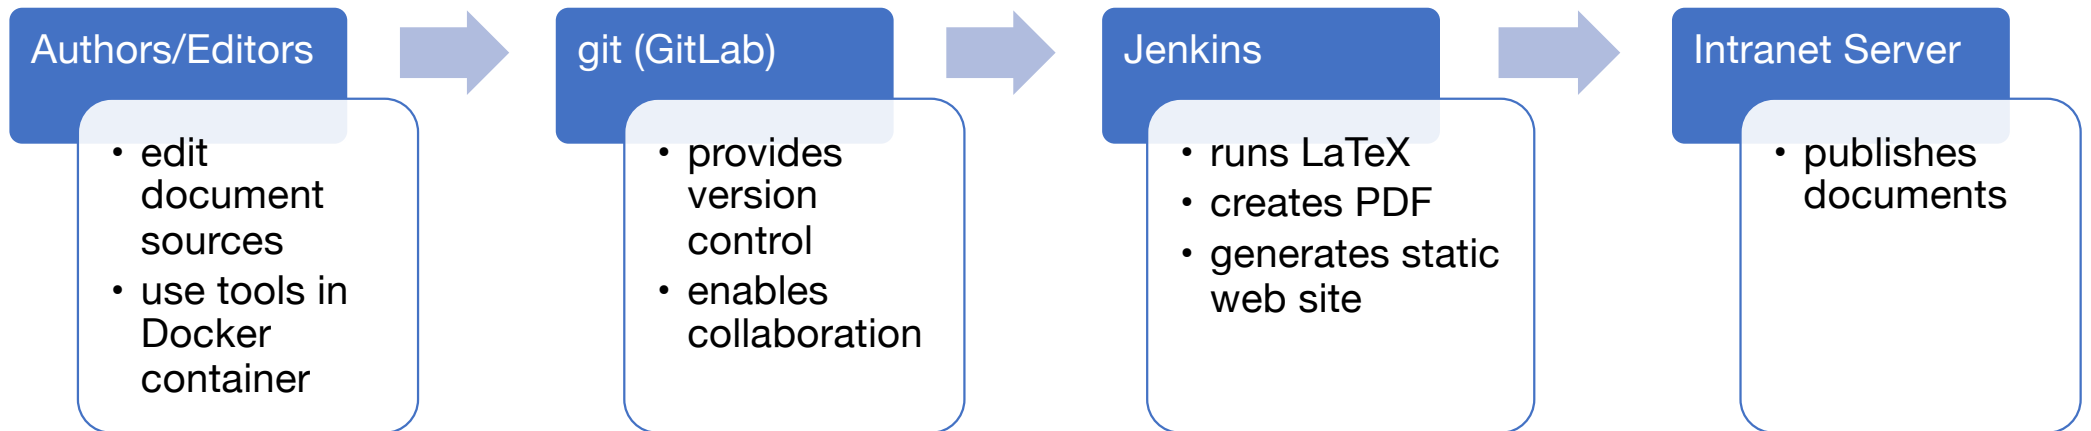 Authors/Editors
• edit
document
sources
• use tools in
Docker
container
git (GitLab)
• provides
version
control
• enables
collaboration
Jenkins
• runs LaTeX
• creates PDF
• generates static
web site
Intranet Server
• publishes
documents